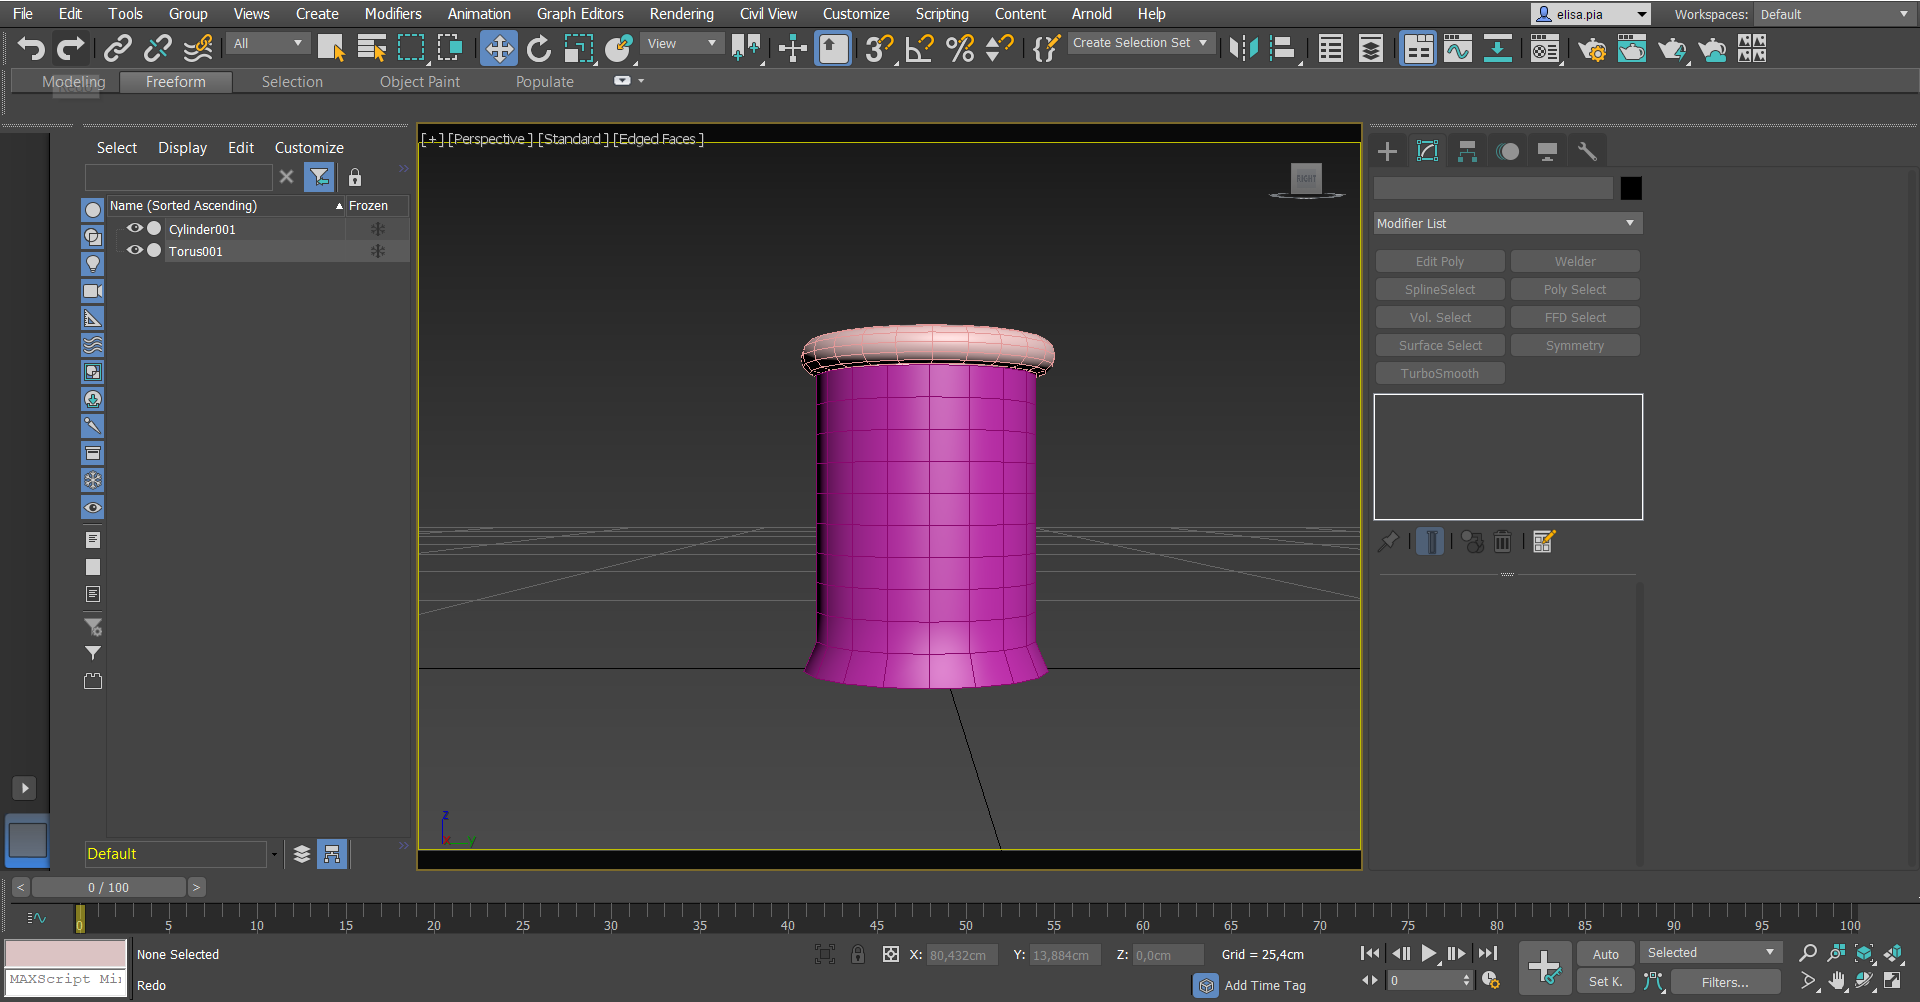 File Edit Tools Group Views Create Modifiers Animation Graph Editors Rendering Civil View Customize Scripting Content Arnold Help elisa.pia Workspaces: Default
All View Create Selection Set
Modeling Freeform Selection Object Paint Populate
[+] [Perspective] [Standard] [Edged Faces]
Select Display Edit Customize
RIGHT
Name (Sorted Ascending) Frozen
Cylinder001
Torus001
Modifier List
Edit Poly Welder
SplineSelect Poly Select
Vol. Select FFD Select
Surface Select Symmetry
TurboSmooth
z
x y
Default
< 0 / 100 >
0 5 10 15 20 25 30 35 40 45 50 55 60 65 70 75 80 85 90 95 100
None Selected X: 80,432cm Y: 13,884cm Z: 0,0cm Grid = 25,4cm Auto Selected
MAXScript Mi
Redo Add Time Tag 0 Set K. Filters...